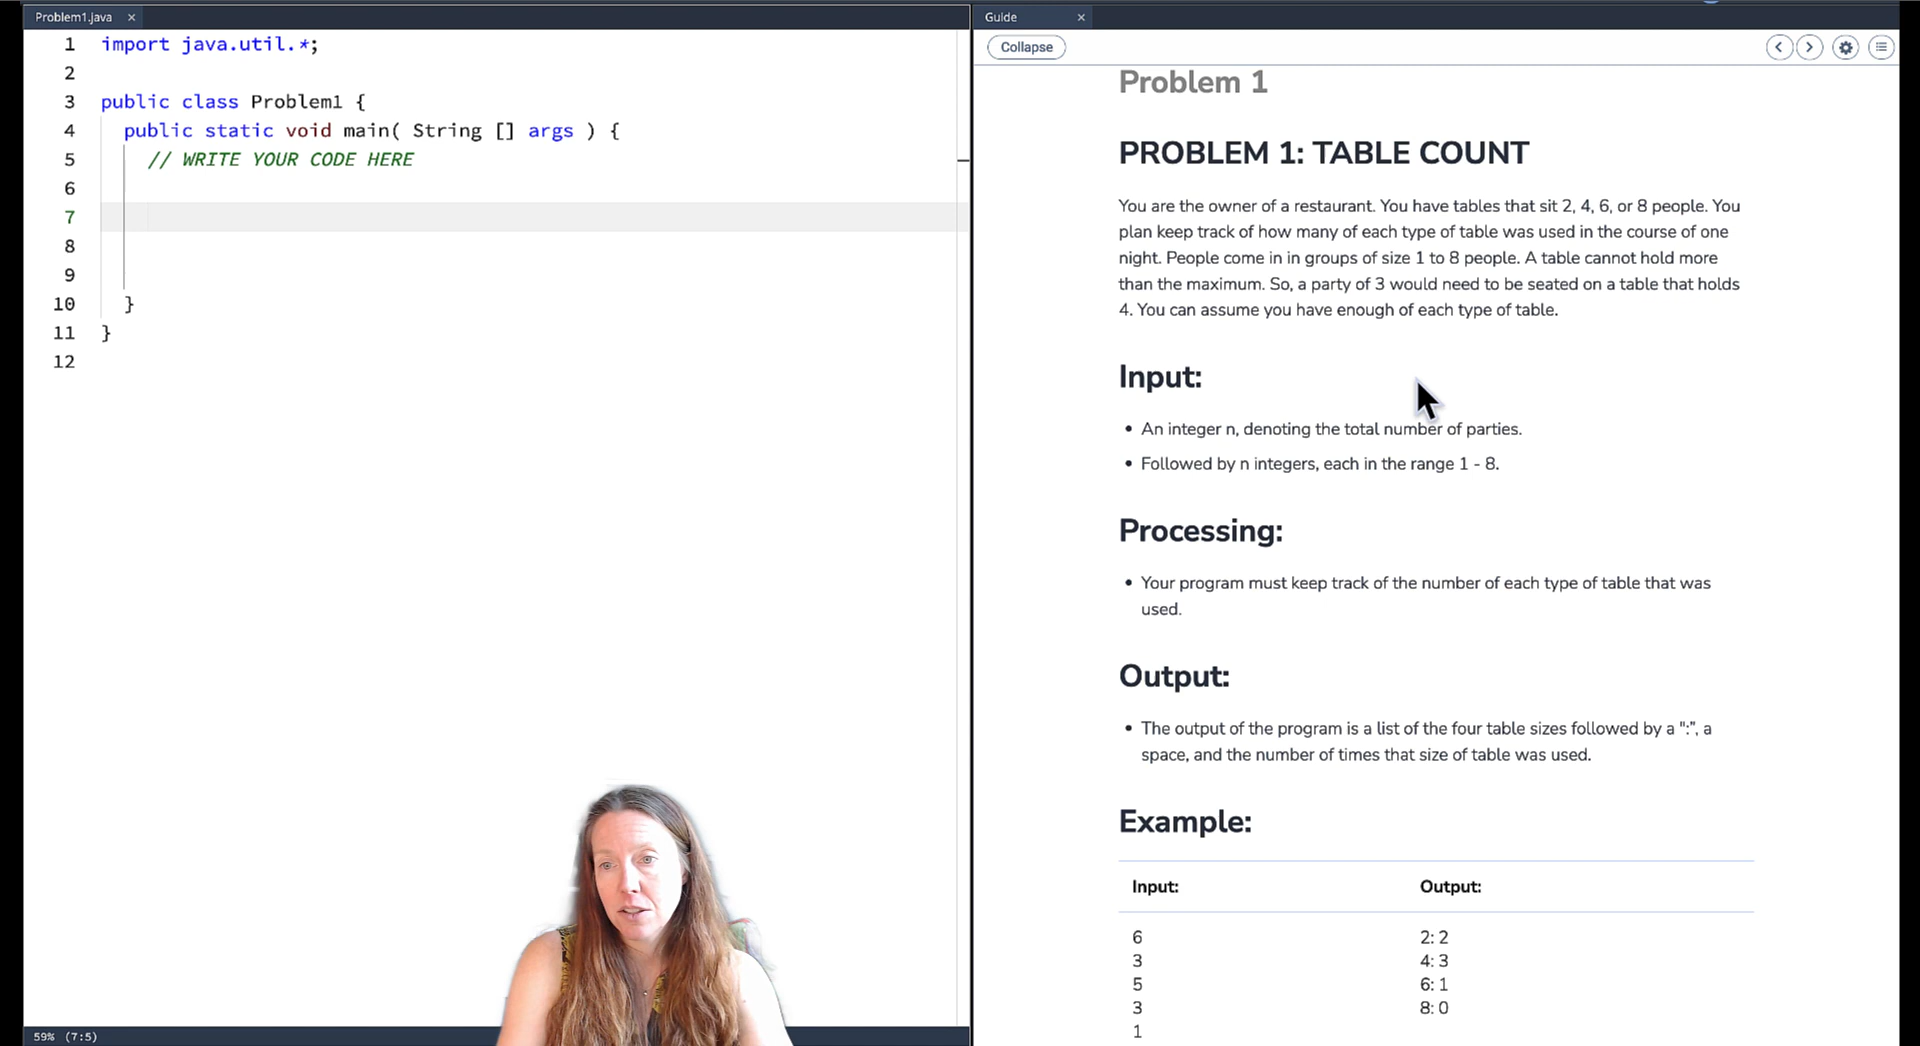 Problem1.java ×
1 import java.util.*;
2
3 public class Problem1 {
4 public static void main( String [] args ) {
5 // WRITE YOUR CODE HERE
6
7
8
9
10 }
11 }
12
59% (7:5)
Guide ×
Collapse
Problem 1
PROBLEM 1: TABLE COUNT
You are the owner of a restaurant. You have tables that sit 2, 4, 6, or 8 people. You
plan keep track of how many of each type of table was used in the course of one
night. People come in in groups of size 1 to 8 people. A table cannot hold more
than the maximum. So, a party of 3 would need to be seated on a table that holds
4. You can assume you have enough of each type of table.
Input:
• An integer n, denoting the total number of parties.
• Followed by n integers, each in the range 1 - 8.
Processing:
• Your program must keep track of the number of each type of table that was
used.
Output:
• The output of the program is a list of the four table sizes followed by a ":", a
space, and the number of times that size of table was used.
Example:
Input: Output:
6 2: 2
3 4: 3
5 6: 1
3 8: 0
1